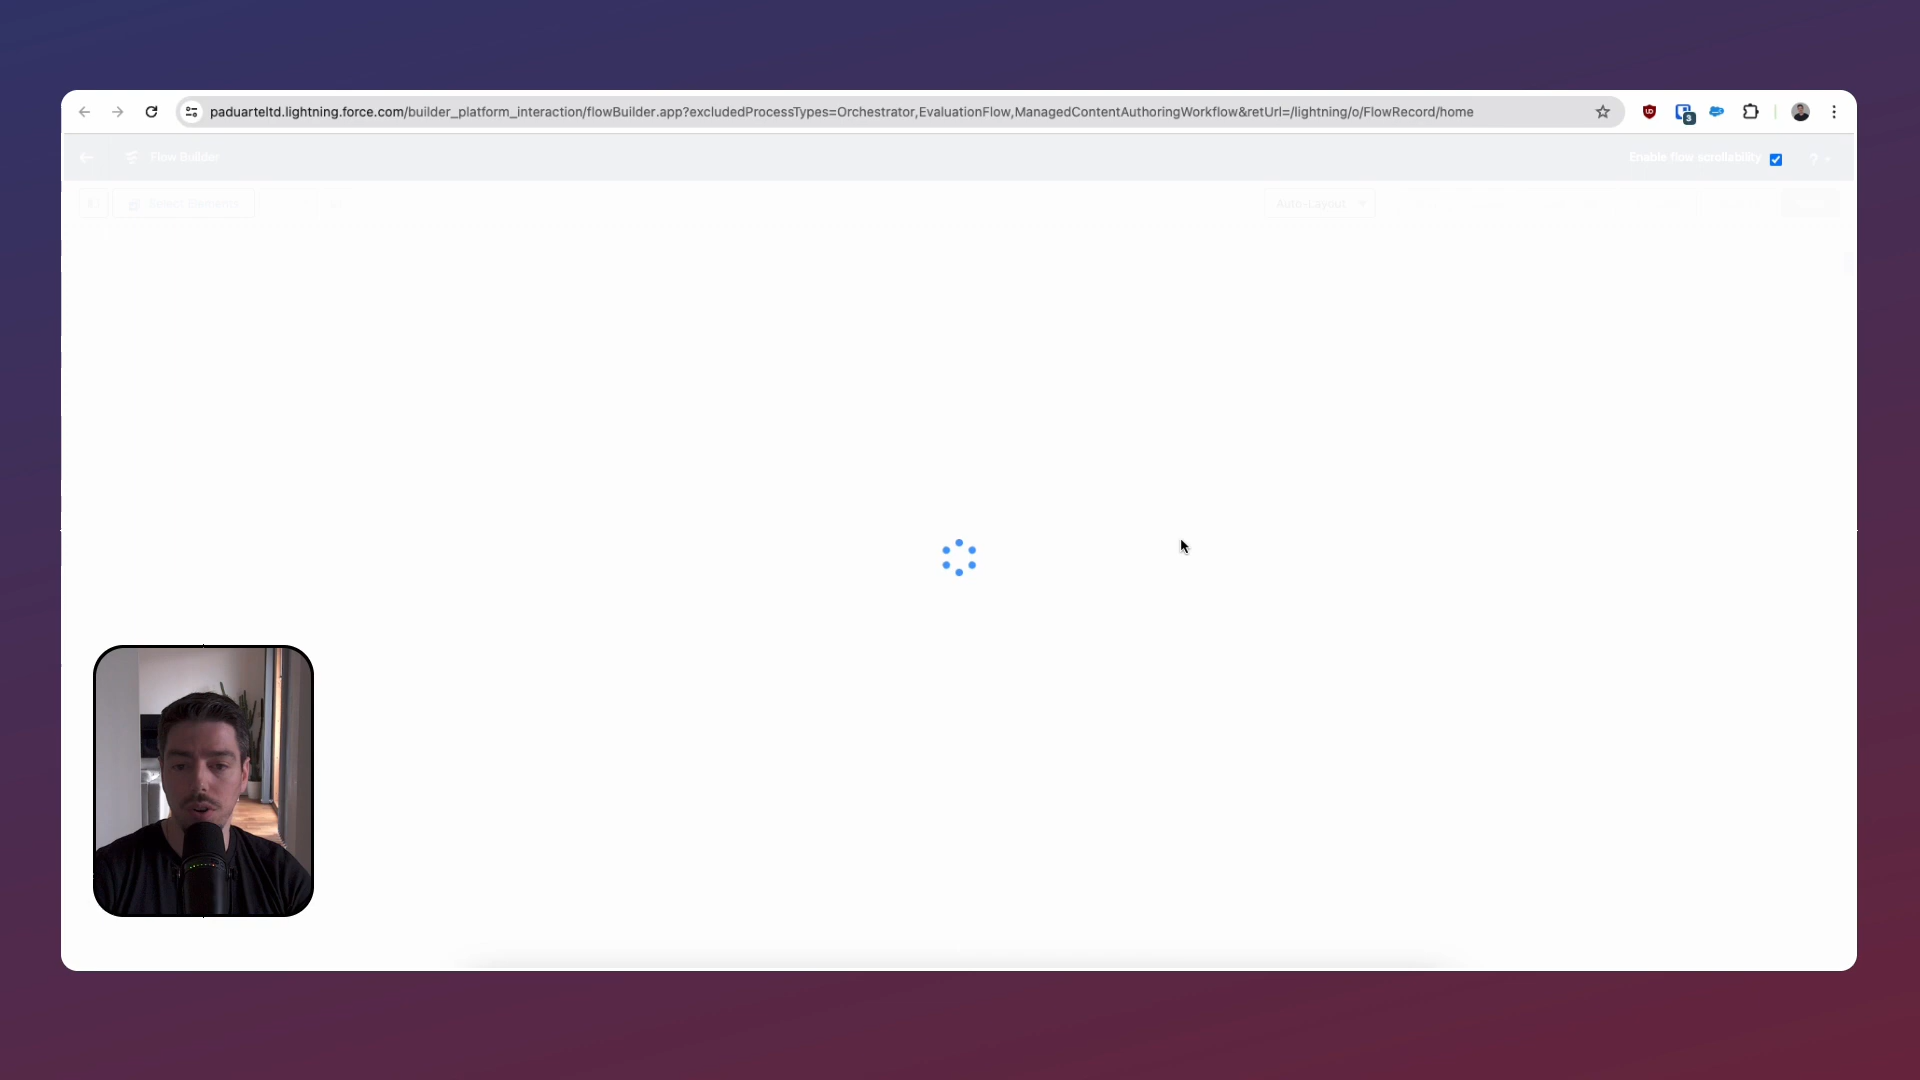 paduarteltd.lightning.force.com/builder_platform_interaction/flowBuilder.app?excludedProcessTypes=Orchestrator,EvaluationFlow,ManagedContentAuthoringWorkflow&retUrl=/lightning/o/FlowRecord/home
3
Flow Builder
Enable flow scrollability
?
Select Elements
Auto-Layout